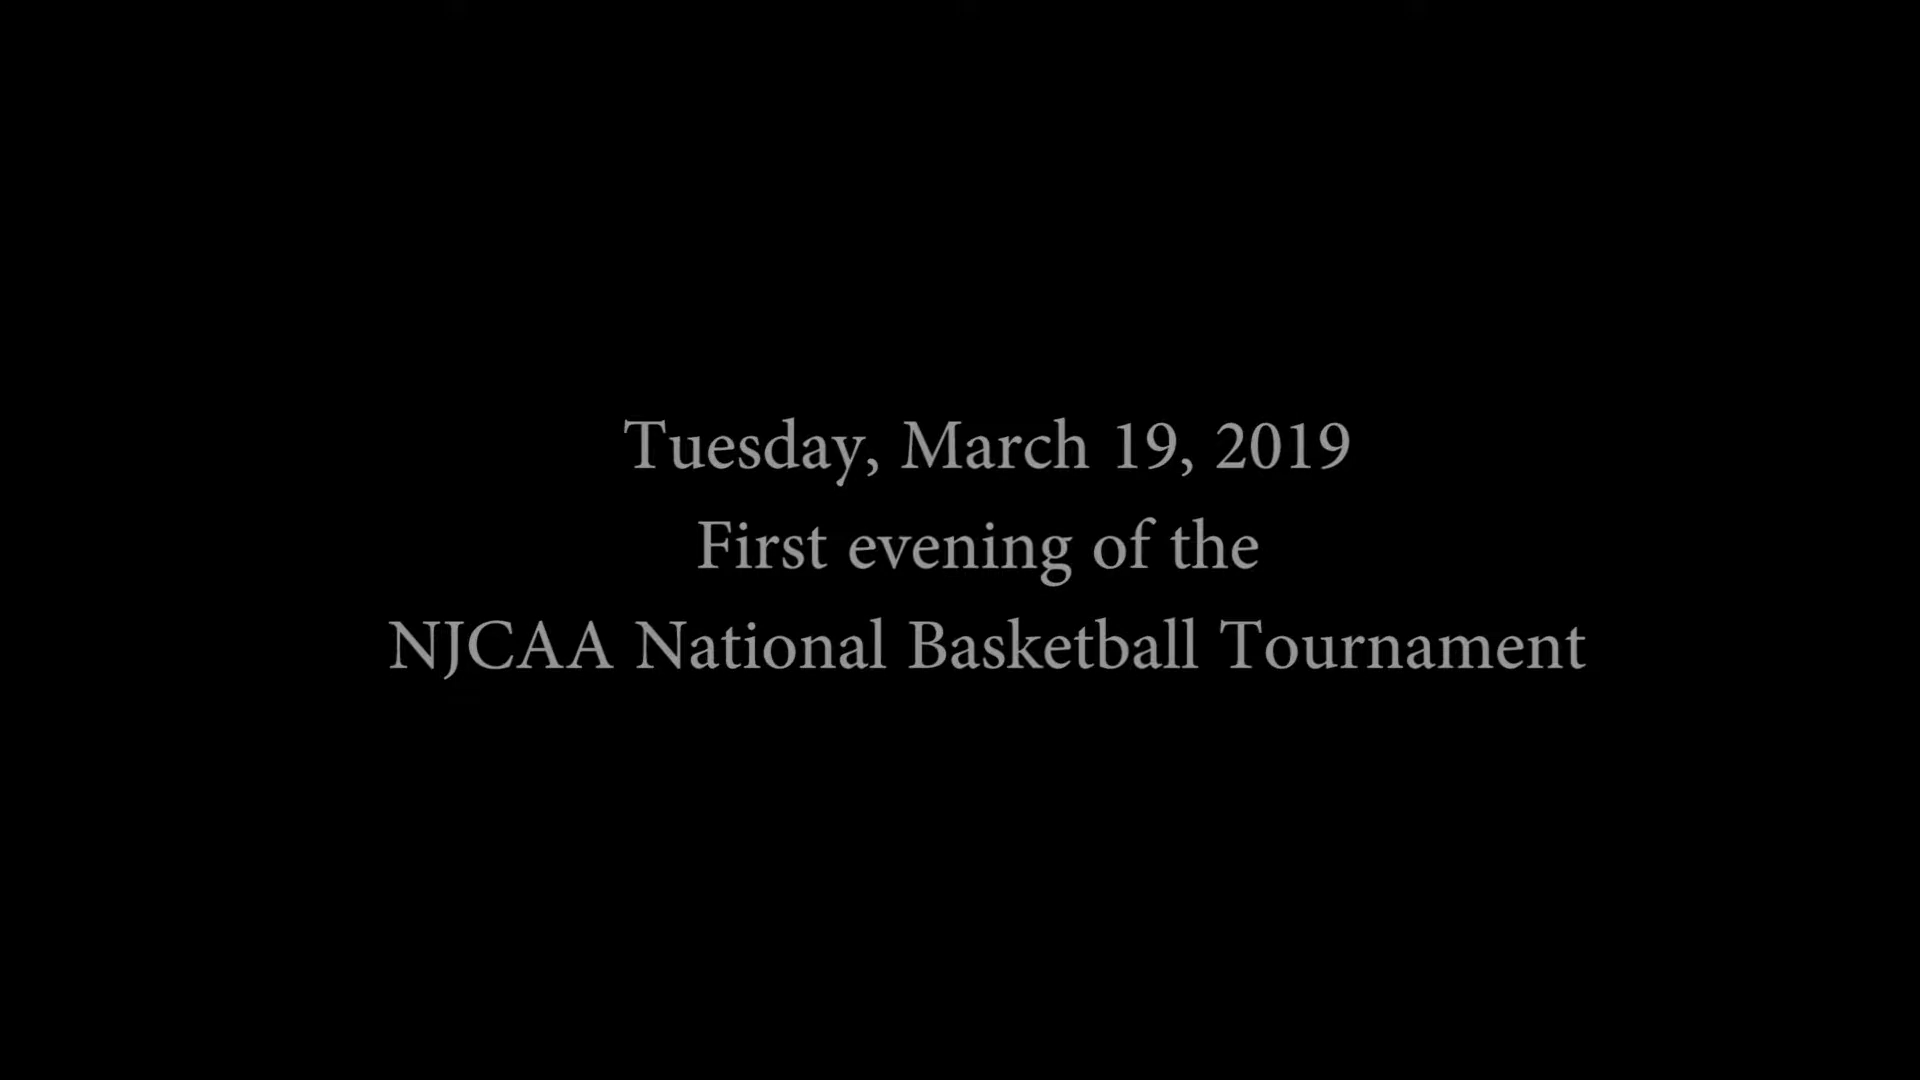 Tuesday, March 19, 2019
First evening of the
NJCAA National Basketball Tournament